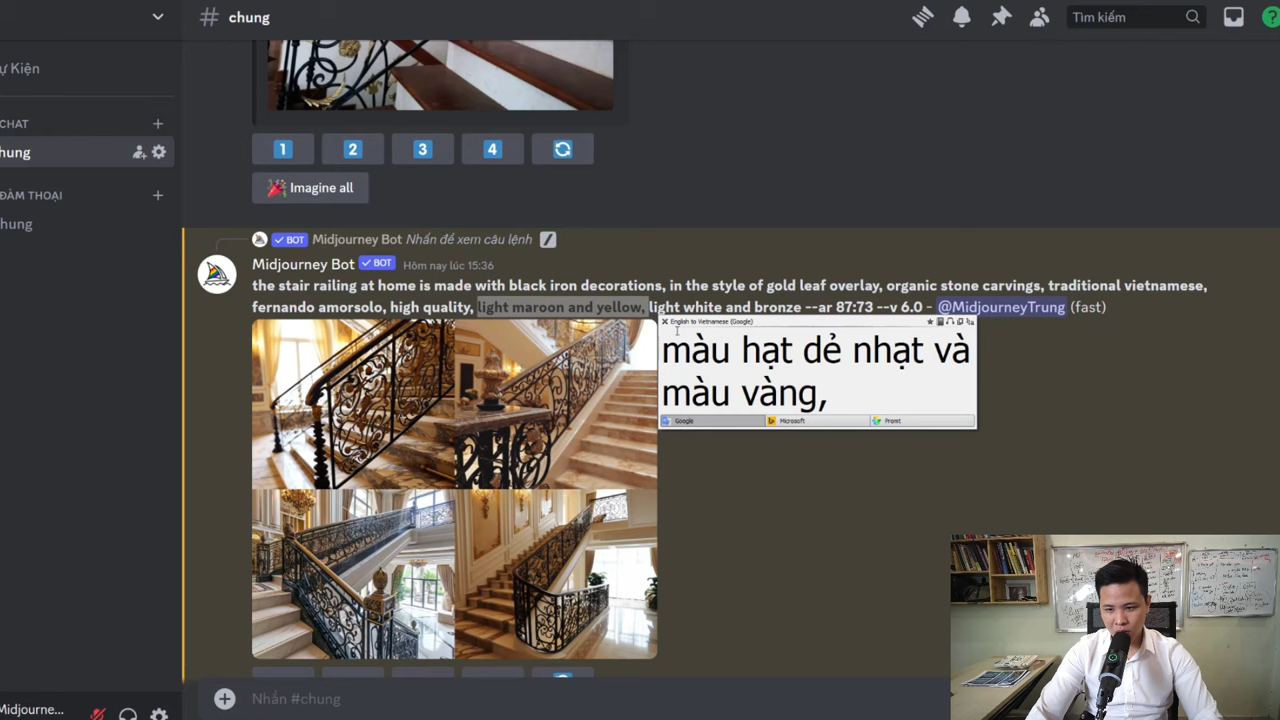 chung
Tìm kiếm
ự Kiện
CHAT
hung
ĐÀM THOẠI
hung
1
2
3
4
Imagine all
BOT Midjourney Bot Nhấn để xem câu lệnh
Midjourney Bot BOT Hôm nay lúc 15:36
the stair railing at home is made with black iron decorations, in the style of gold leaf overlay, organic stone carvings, traditional vietnamese,
fernando amorsolo, high quality, light maroon and yellow, light white and bronze --ar 87:73 --v 6.0 - @MidjourneyTrung (fast)
English to Vietnamese (Google)
màu hạt dẻ nhạt và
màu vàng,
Google
Microsoft
Promt
Nhắn #chung
Midjourne...